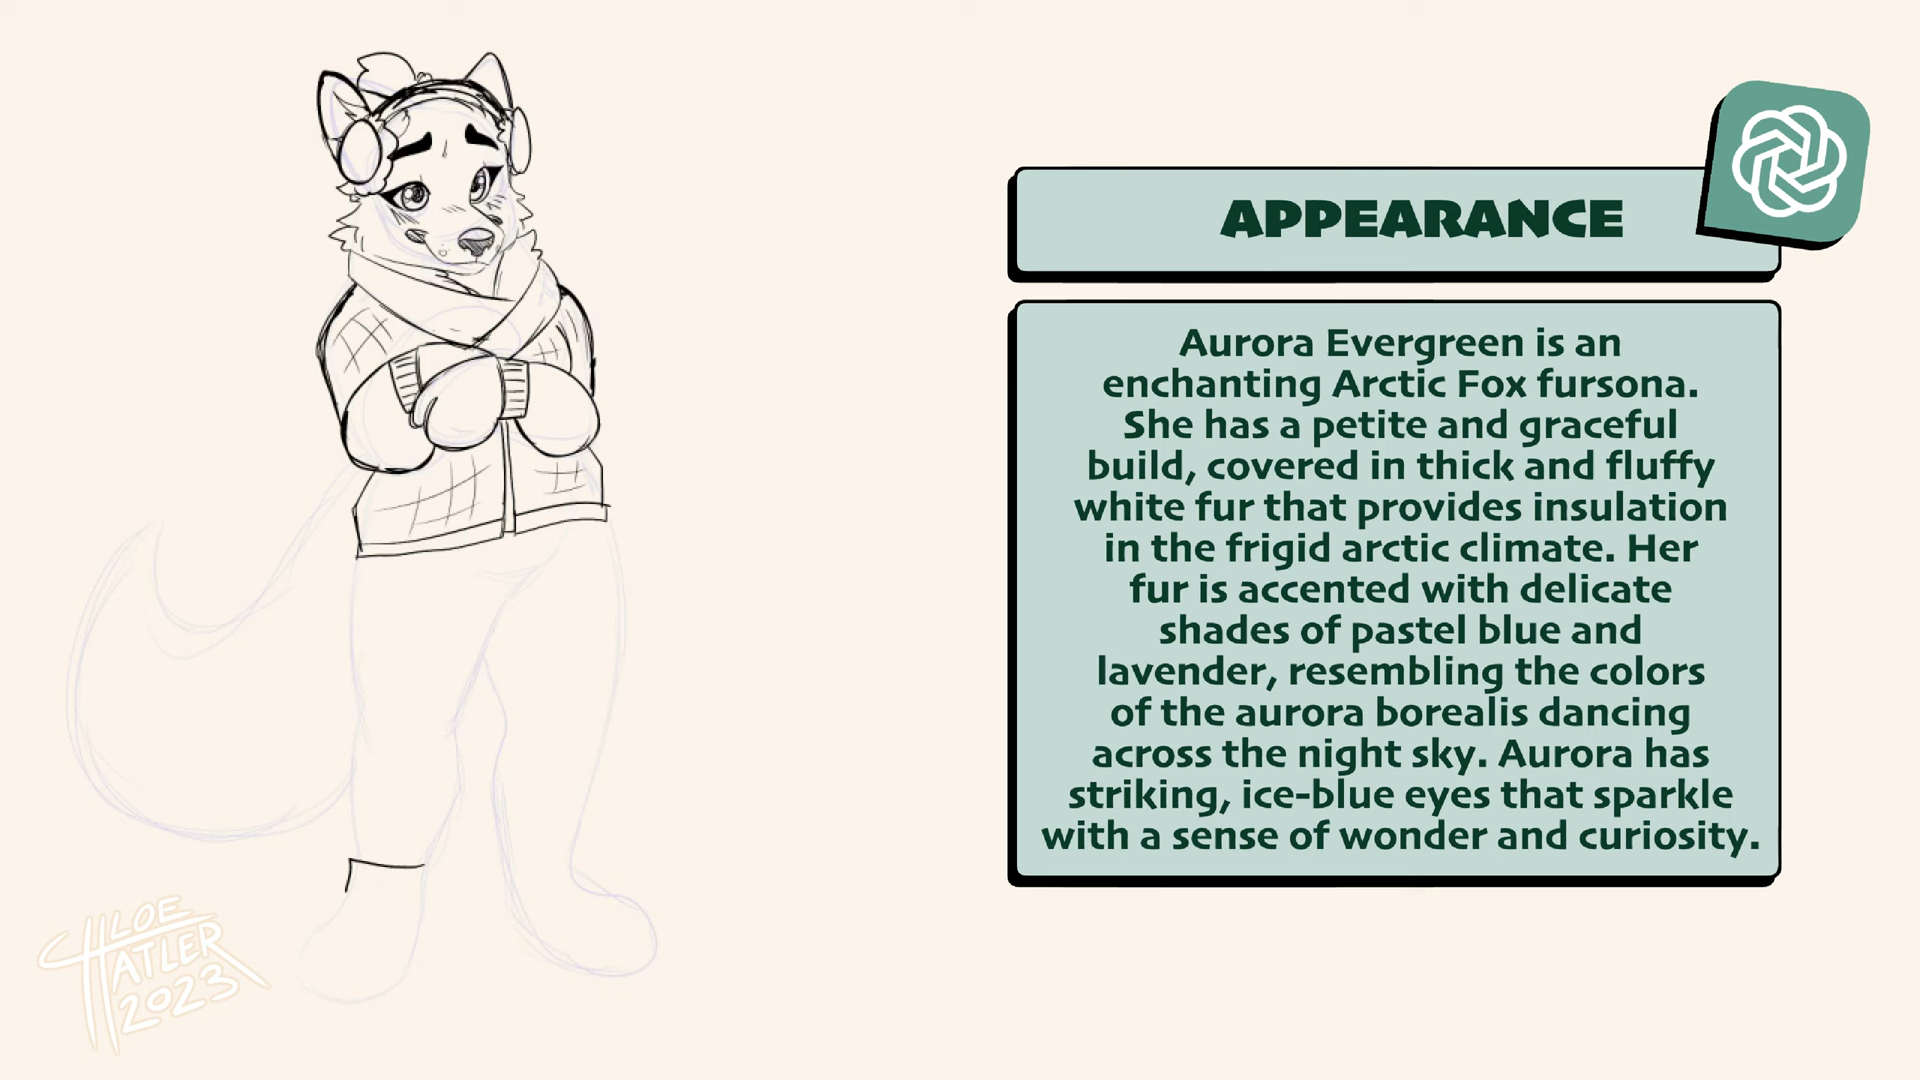 APPEARANCE
Aurora Evergreen is an
enchanting Arctic Fox fursona.
She has a petite and graceful
build, covered in thick and fluffy
white fur that provides insulation
in the frigid arctic climate. Her
fur is accented with delicate
shades of pastel blue and
lavender, resembling the colors
of the aurora borealis dancing
across the night sky. Aurora has
striking, ice-blue eyes that sparkle
with a sense of wonder and curiosity.
CHLOE
HATLER
2023